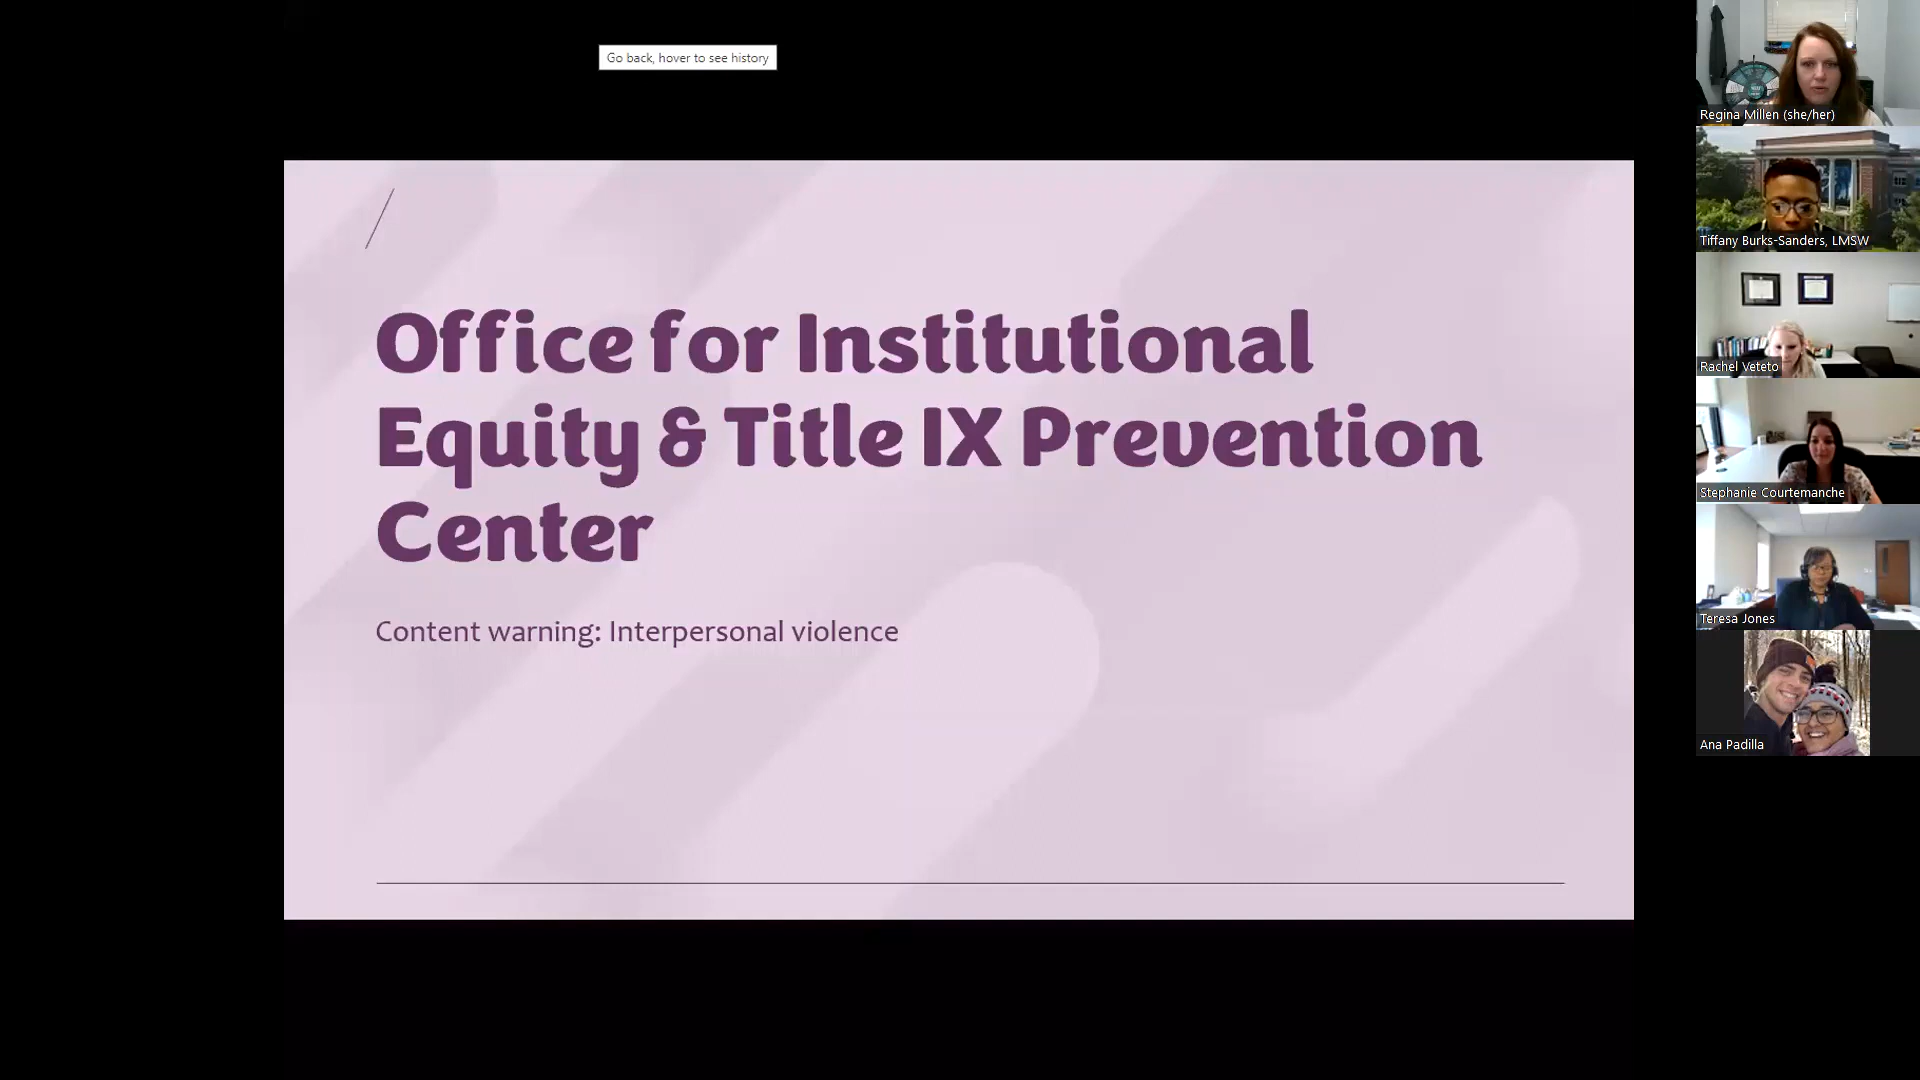 Go back, hover to see history
Office for Institutional
Equity & Title IX Prevention
Center
Content warning: Interpersonal violence
Regina Millen (she/her)
Tiffany Burks-Sanders, LMSW
Rachel Veteto
Stephanie Courtemanche
Teresa Jones
Ana Padilla